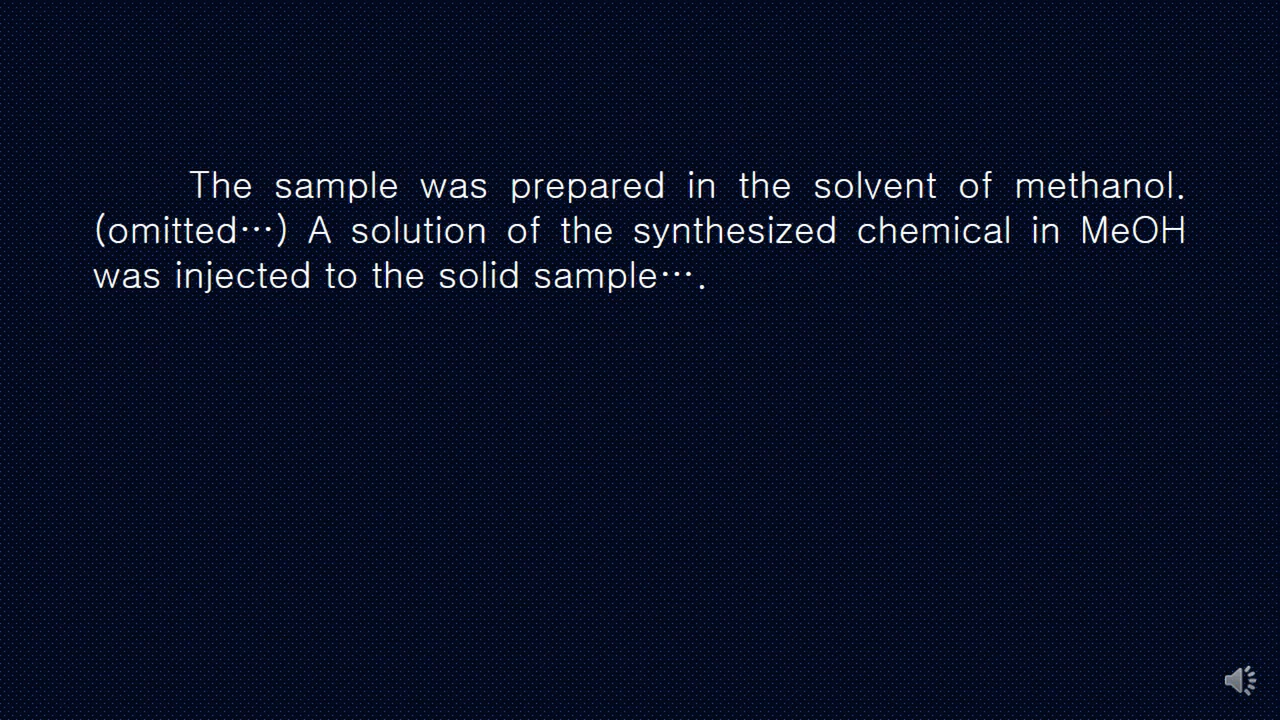 The sample was prepared in the solvent of methanol.
(omitted⋯) A solution of the synthesized chemical in MeOH
was injected to the solid sample⋯.